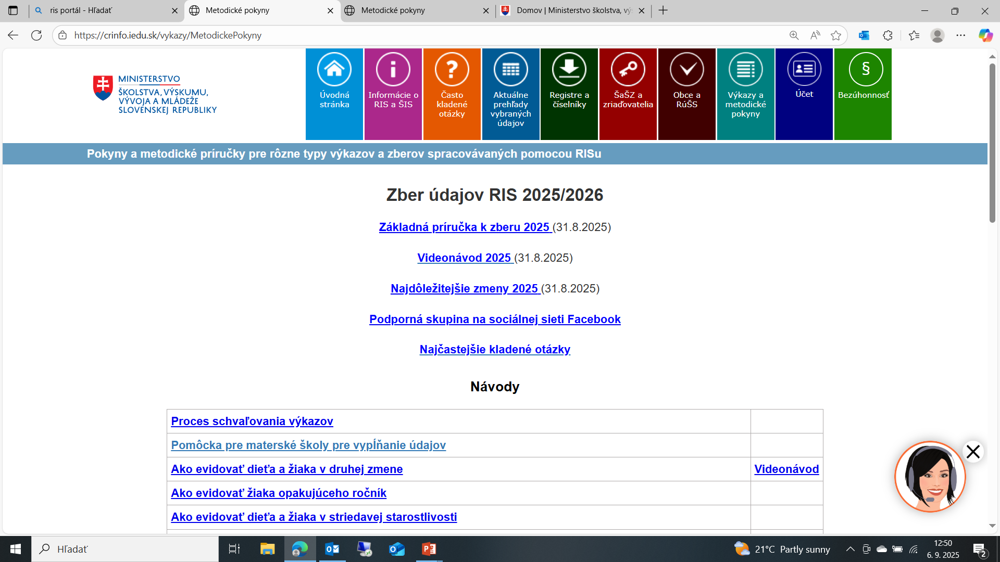 ris portál - Hľadať
Metodické pokyny
Metodické pokyny
Domov | Ministerstvo školstva, vý
https://crinfo.iedu.sk/vykazy/MetodickePokyny
MINISTERSTVO
ŠKOLSTVA, VÝSKUMU,
VÝVOJA A MLÁDEŽE
SLOVENSKEJ REPUBLIKY
Úvodná
stránka
Informácie o
RIS a ŠIS
?
Často
kladené
otázky
Aktuálne
prehľady
vybraných
údajov
Registre a
číselníky
ŠaŠZ a
zriaďovatelia
Obce a
RúŠS
Výkazy a
metodické
pokyny
Účet
§
Bezúhonnosť
Pokyny a metodické príručky pre rôzne typy výkazov a zberov spracovávaných pomocou RISu
Zber údajov RIS 2025/2026
Základná príručka k zberu 2025 (31.8.2025)
Videonávod 2025 (31.8.2025)
Najdôležitejšie zmeny 2025 (31.8.2025)
Podporná skupina na sociálnej sieti Facebook
Najčastejšie kladené otázky
Návody
Proces schvaľovania výkazov
Pomôcka pre materské školy pre vypĺňanie údajov
Ako evidovať dieťa a žiaka v druhej zmene Videonávod
Ako evidovať žiaka opakujúceho ročník
Ako evidovať dieťa a žiaka v striedavej starostlivosti
Hľadať
21°C Partly sunny
12:50
6. 9. 2025
2